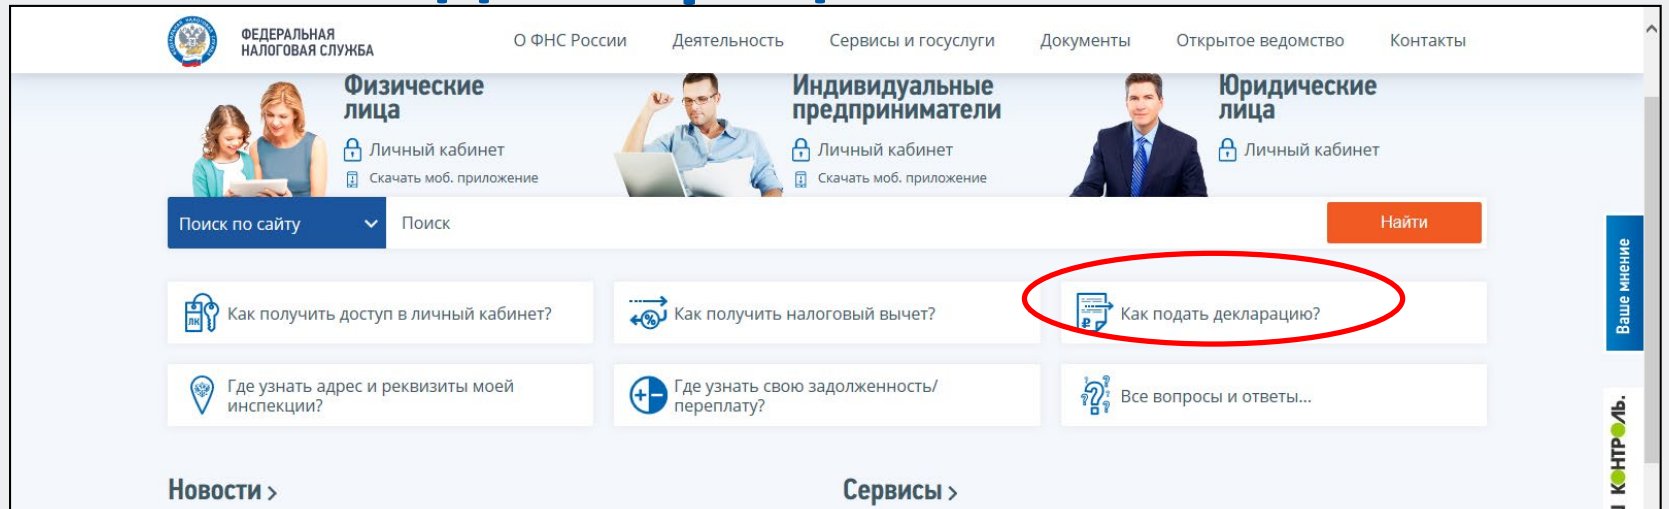 ФЕДЕРАЛЬНАЯ
НАЛОГОВАЯ СЛУЖБА
О ФНС России Деятельность Сервисы и госуслуги Документы Открытое ведомство Контакты
Физические
лица
Личный кабинет
Скачать моб. приложение
Индивидуальные
предприниматели
Личный кабинет
Скачать моб. приложение
Юридические
лица
Личный кабинет
Поиск по сайту Поиск Найти
Как получить доступ в личный кабинет?
Как получить налоговый вычет?
Как подать декларацию?
Где узнать адрес и реквизиты моей
инспекции?
Где узнать свою задолженность/
переплату?
Все вопросы и ответы...
Новости >
Сервисы >
Ваше мнение
КОНТРОЛЬ.